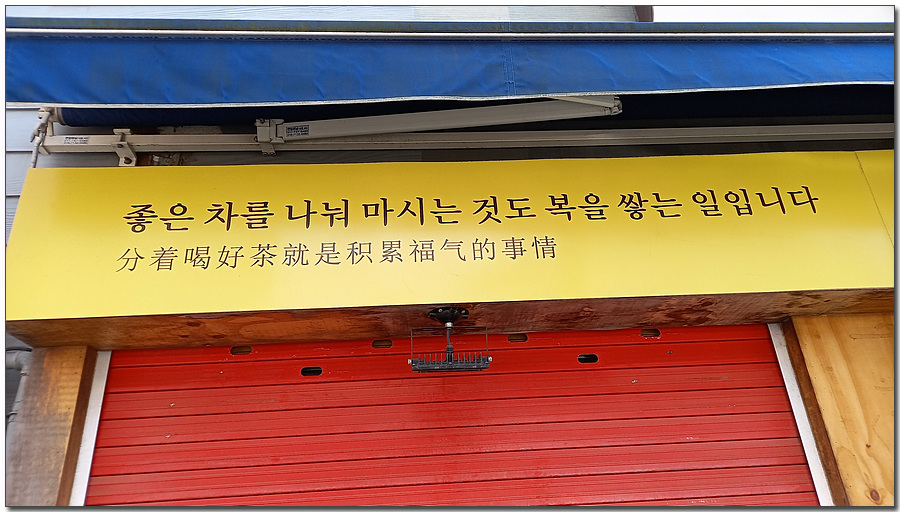 좋은 차를 나눠 마시는 것도 복을 쌓는 일입니다
分着喝好茶就是积累福气的事情